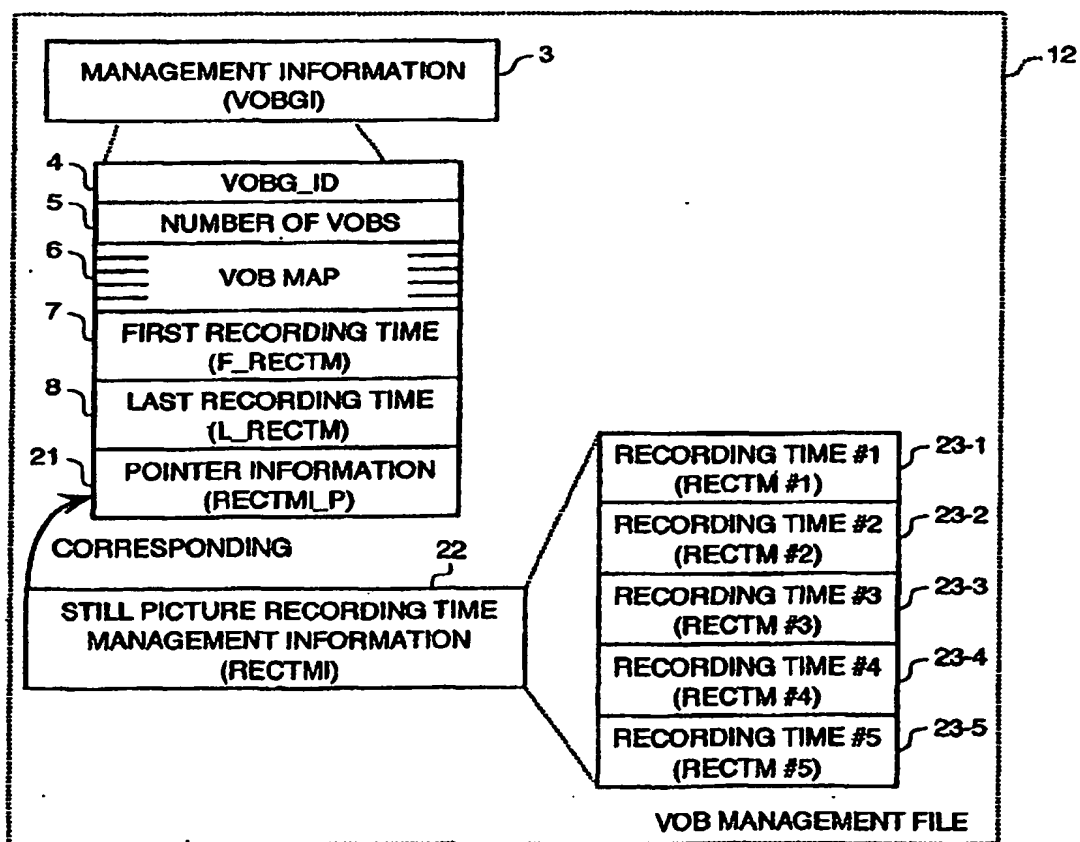 MANAGEMENT INFORMATION
(VOBGI)
3
12
4
VOBG_ID
5
NUMBER OF VOBS
6
VOB MAP
7
FIRST RECORDING TIME
(F_RECTM)
8
LAST RECORDING TIME
(L_RECTM)
21
POINTER INFORMATION
(RECTMI_P)
CORRESPONDING
22
STILL PICTURE RECORDING TIME
MANAGEMENT INFORMATION
(RECTMI)
RECORDING TIME #1
(RECTM #1)
23-1
RECORDING TIME #2
(RECTM #2)
23-2
RECORDING TIME #3
(RECTM #3)
23-3
RECORDING TIME #4
(RECTM #4)
23-4
RECORDING TIME #5
(RECTM #5)
23-5
VOB MANAGEMENT FILE